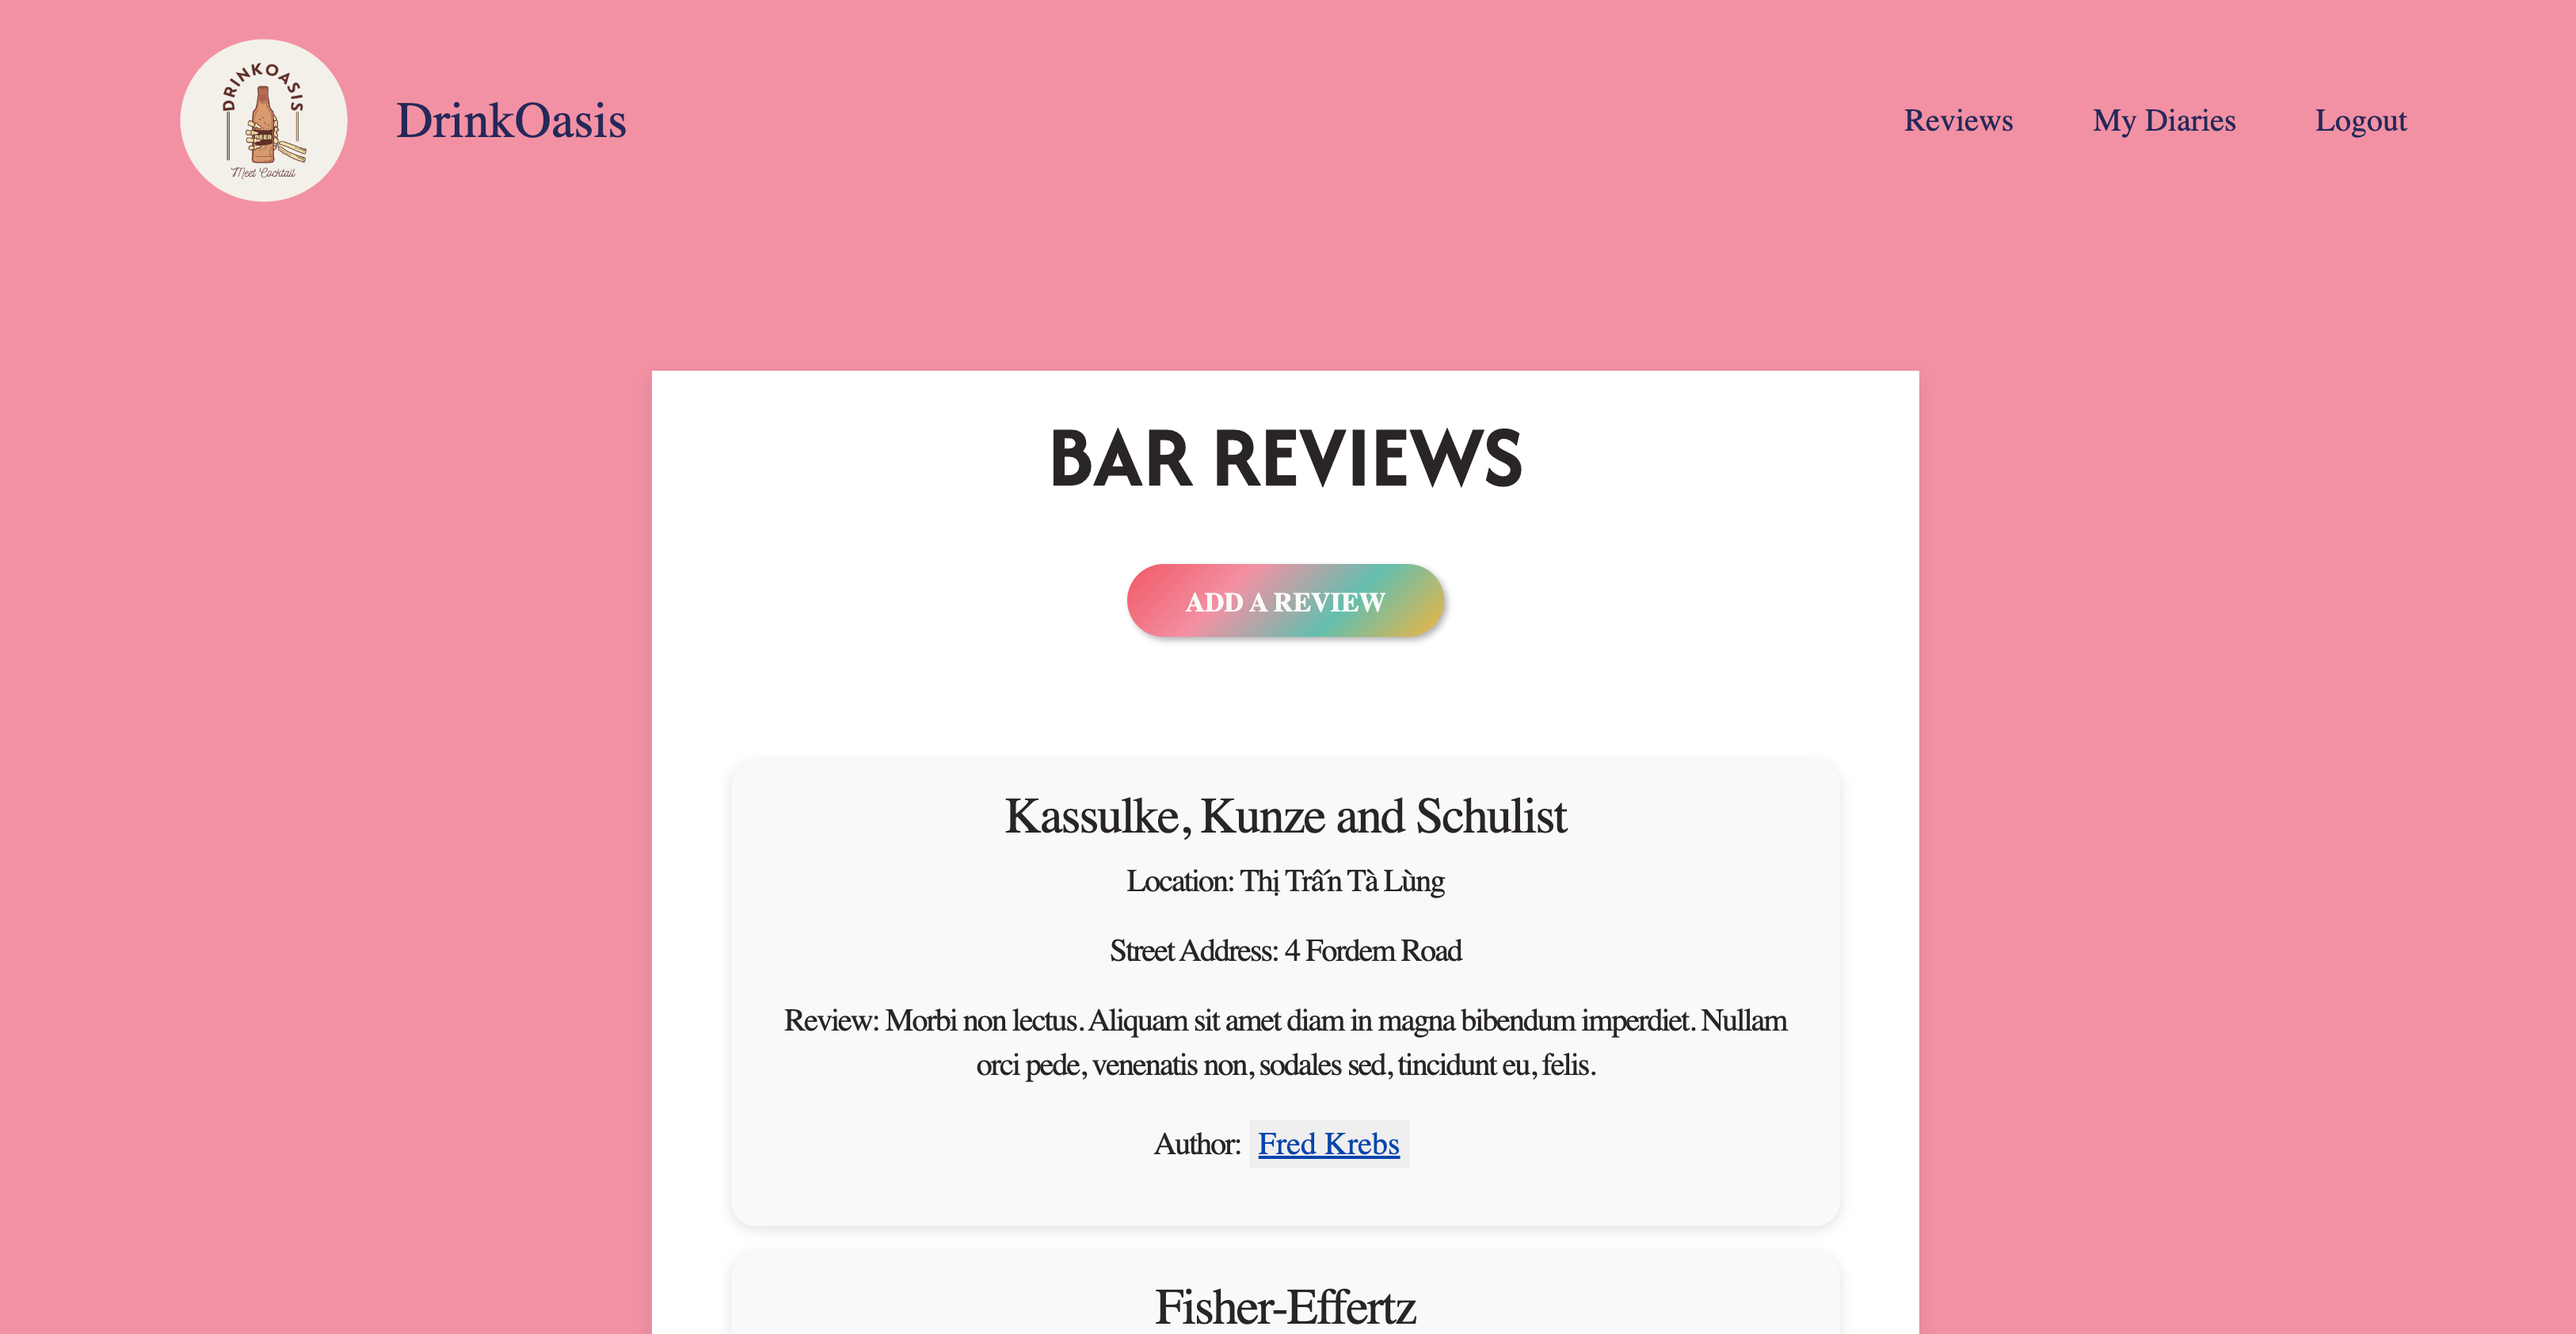 DRINKOASIS
BEER
Meet Cocktail
DrinkOasis
Reviews
My Diaries
Logout
BAR REVIEWS
ADD A REVIEW
Kassulke, Kunze and Schulist
Location: Thị Trấn Tà Lùng
Street Address: 4 Fordem Road
Review: Morbi non lectus. Aliquam sit amet diam in magna bibendum imperdiet. Nullam
orci pede, venenatis non, sodales sed, tincidunt eu, felis.
Author: Fred Krebs
Fisher-Effertz